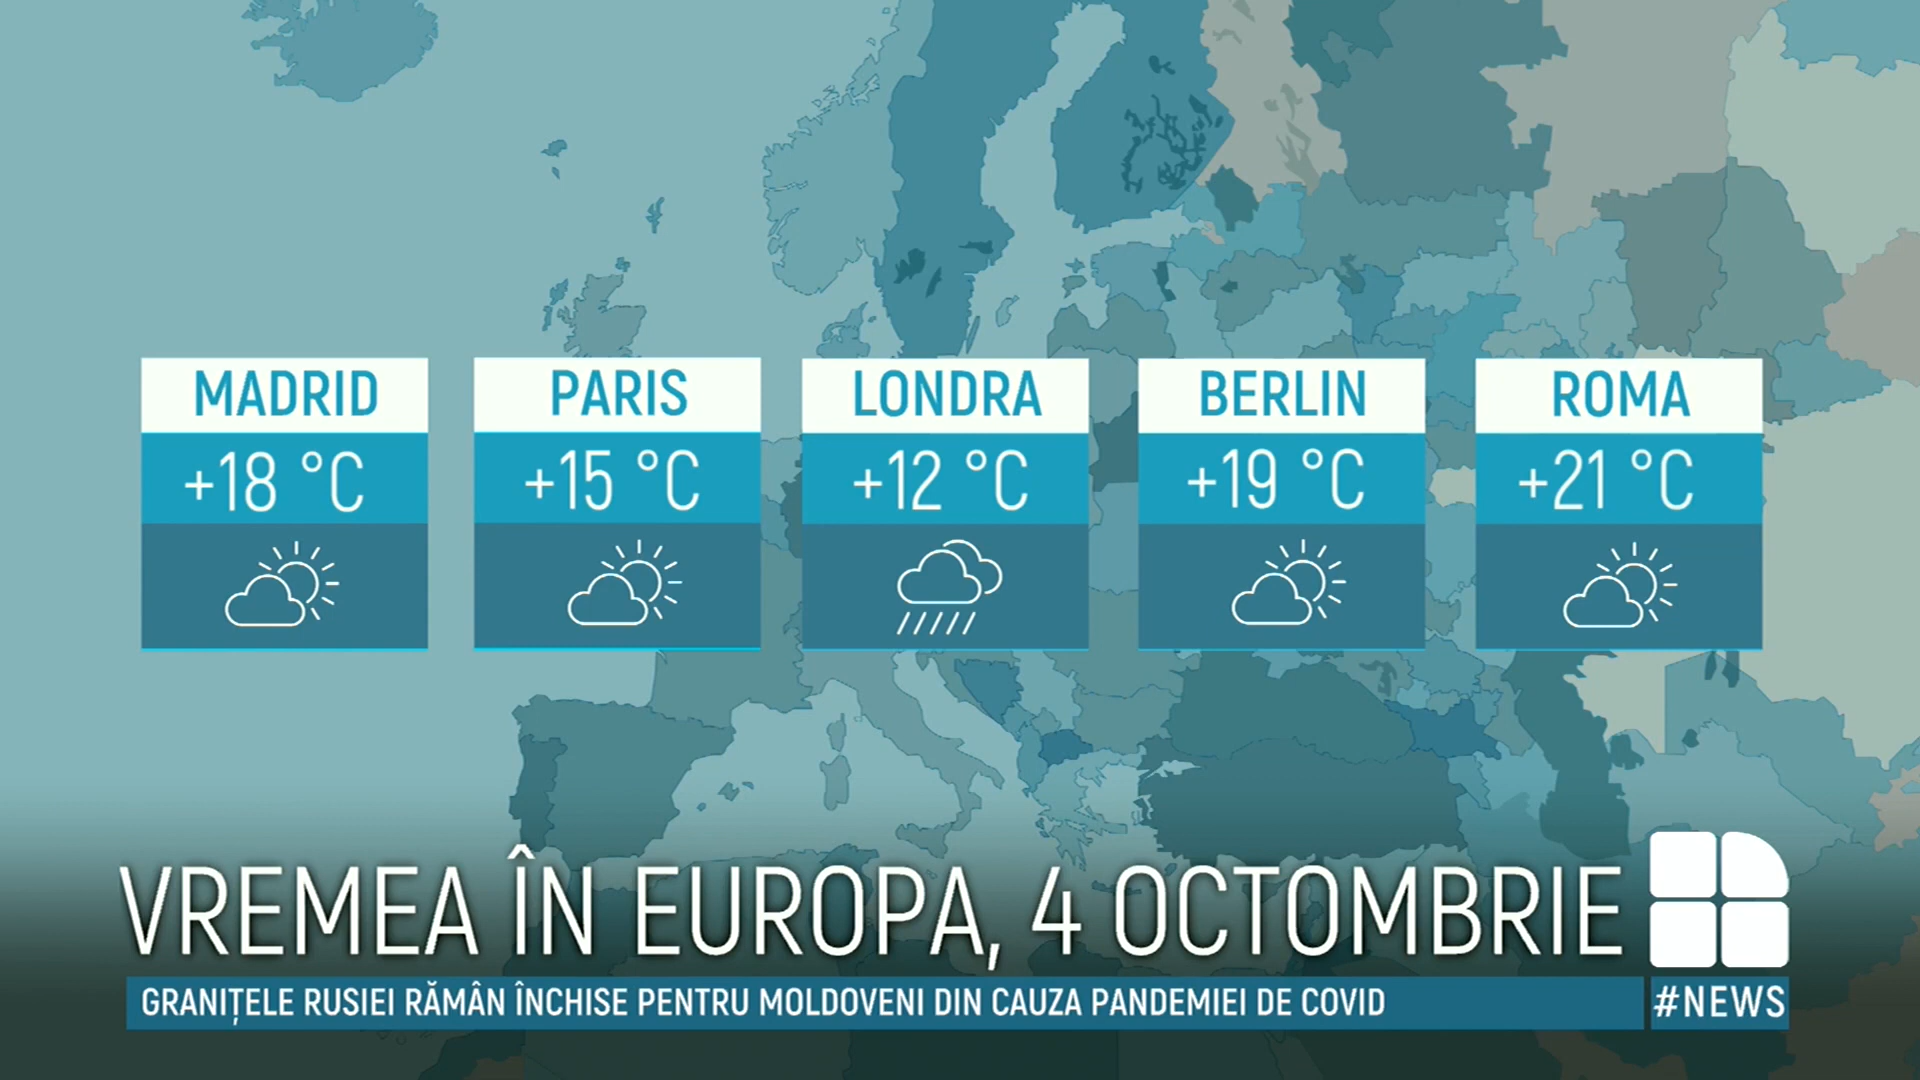 MADRID
+18 °C
PARIS
+15 °C
LONDRA
+12 °C
BERLIN
+19 °C
ROMA
+21 °C
VREMEA ÎN EUROPA, 4 OCTOMBRIE
GRANIȚELE RUSIEI RĂMÂN ÎNCHISE PENTRU MOLDOVENI DIN CAUZA PANDEMIEI DE COVID
#NEWS